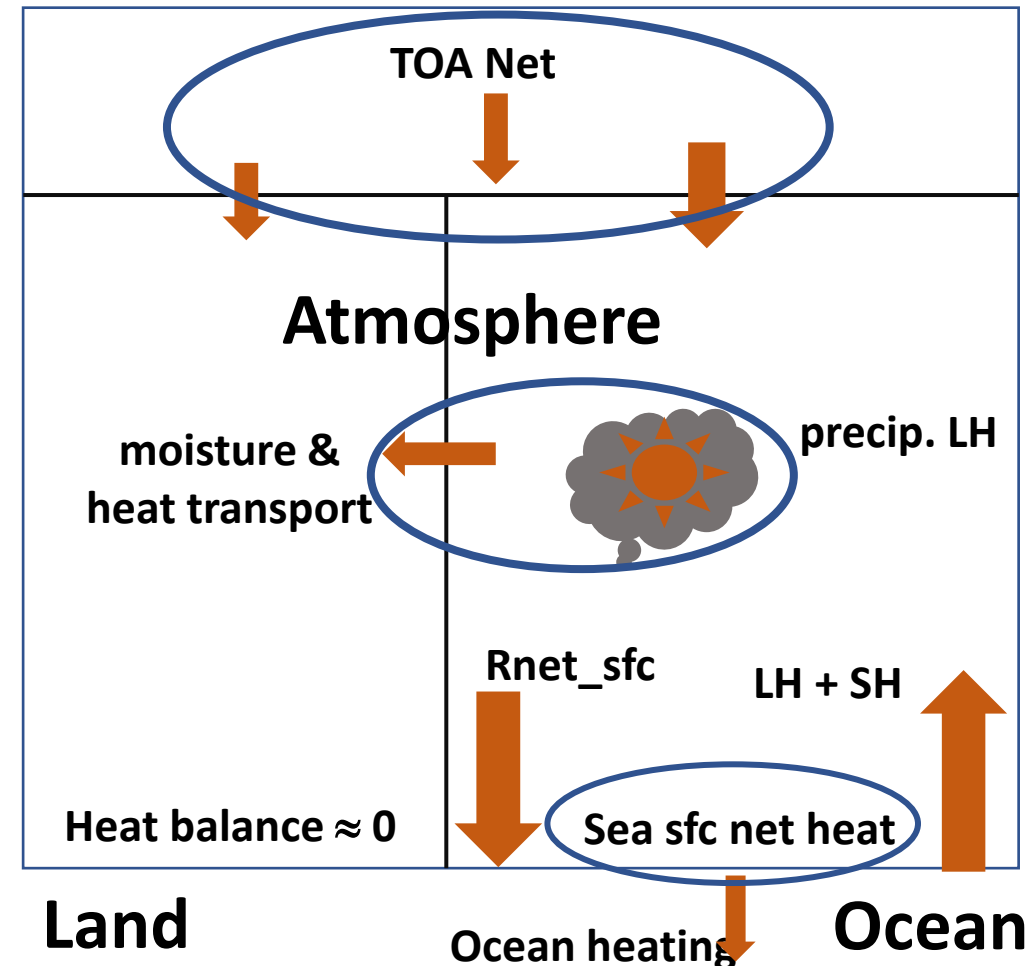 TOA Net
Atmosphere
moisture &
heat transport
precip. LH
Rnet_sfc
LH + SH
Heat balance ≈ 0
Sea sfc net heat
Land
Ocean
Ocean heating